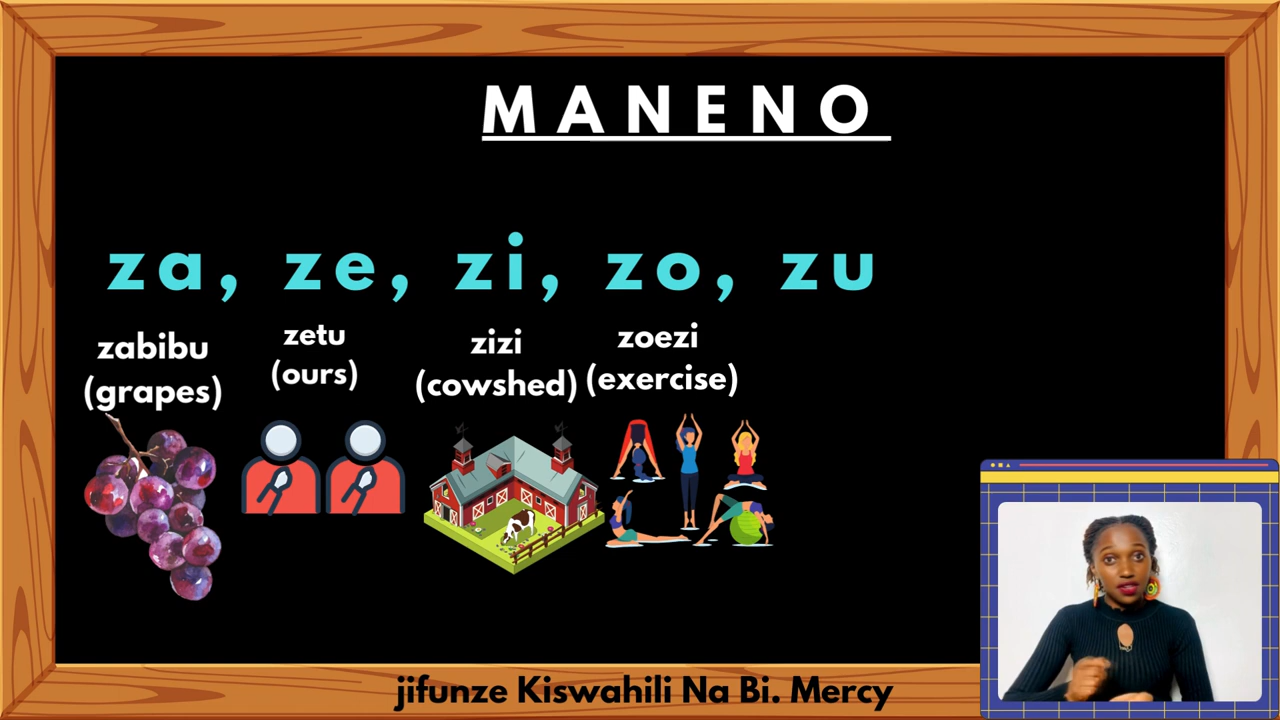 MANENO
za, ze, zi, zo, zu
zabibu
(grapes)
zetu
(ours)
zizi
(cowshed)
zoezi
(exercise)
jifunze Kiswahili Na Bi. Mercy